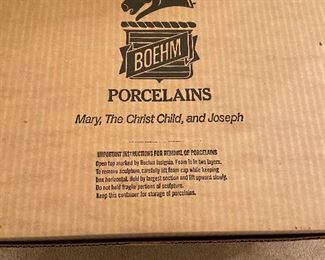 BOEHM
PORCELAINS
Mary, The Christ Child, and Joseph
IMPORTANT INSTRUCTIONS FOR REMOVAL OF PORCELAINS
Open top marked by Boehm Insignia. Foam is in two layers.
To remove sculpture, carefully lift foam cap while keeping
Box horizontal. Hold by largest section and lift upward slowly.
Do not hold fragile portions of sculpture.
Keep this container for storage of porcelains.